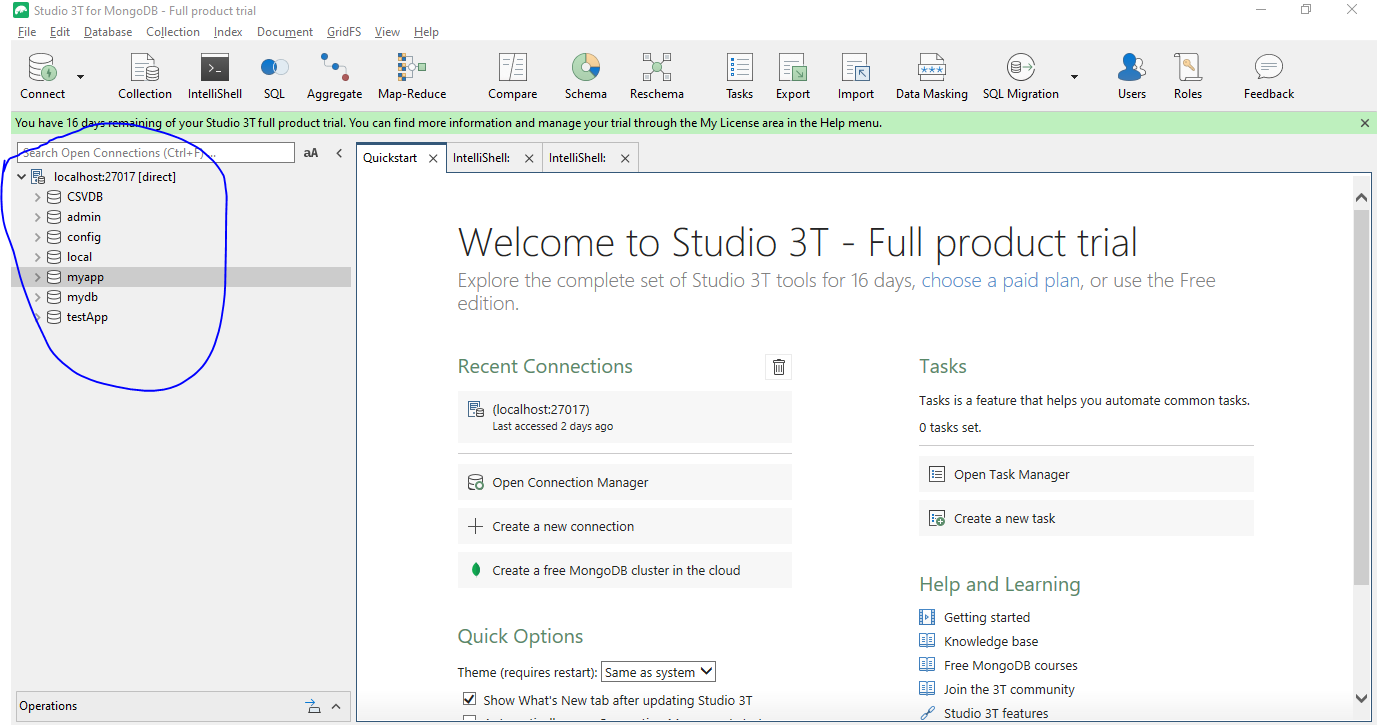 Studio 3T for MongoDB - Full product trial
File Edit Database Collection Index Document GridFS View Help
Connect Collection IntelliShell SQL Aggregate Map-Reduce Compare Schema Reschema Tasks Export Import Data Masking SQL Migration Users Roles Feedback
You have 16 days remaining of your Studio 3T full product trial. You can find more information and manage your trial through the My License area in the Help menu.
Search Open Connections (Ctrl+F) ... aA
Quickstart IntelliShell: IntelliShell:
localhost:27017 [direct]
CSVDB
admin
config
local
myapp
mydb
testApp
Welcome to Studio 3T - Full product trial
Explore the complete set of Studio 3T tools for 16 days, choose a paid plan, or use the Free
edition.
Recent Connections
(localhost:27017)
Last accessed 2 days ago
Open Connection Manager
Create a new connection
Create a free MongoDB cluster in the cloud
Quick Options
Theme (requires restart): Same as system
Show What's New tab after updating Studio 3T
Tasks
Tasks is a feature that helps you automate common tasks.
0 tasks set.
Open Task Manager
Create a new task
Help and Learning
Getting started
Knowledge base
Free MongoDB courses
Join the 3T community
Studio 3T features
Operations